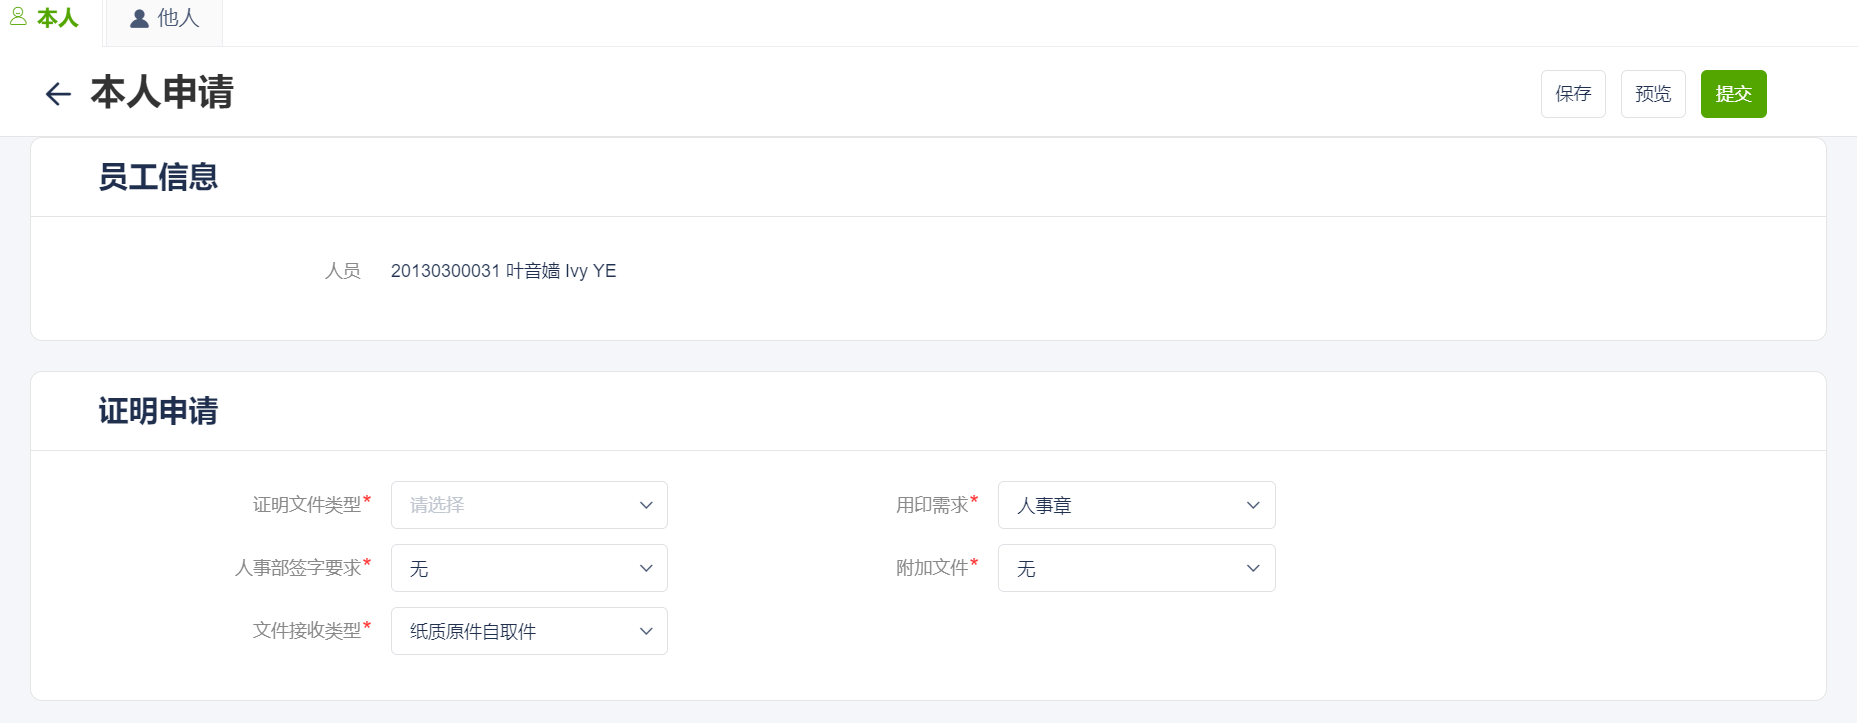 本人 他人
本人申请 保存 预览 提交
员工信息
人员 20130300031 叶音嫱 Ivy YE
证明申请
证明文件类型* 请选择 用印需求* 人事章
人事部签字要求* 无 附加文件* 无
文件接收类型* 纸质原件自取件